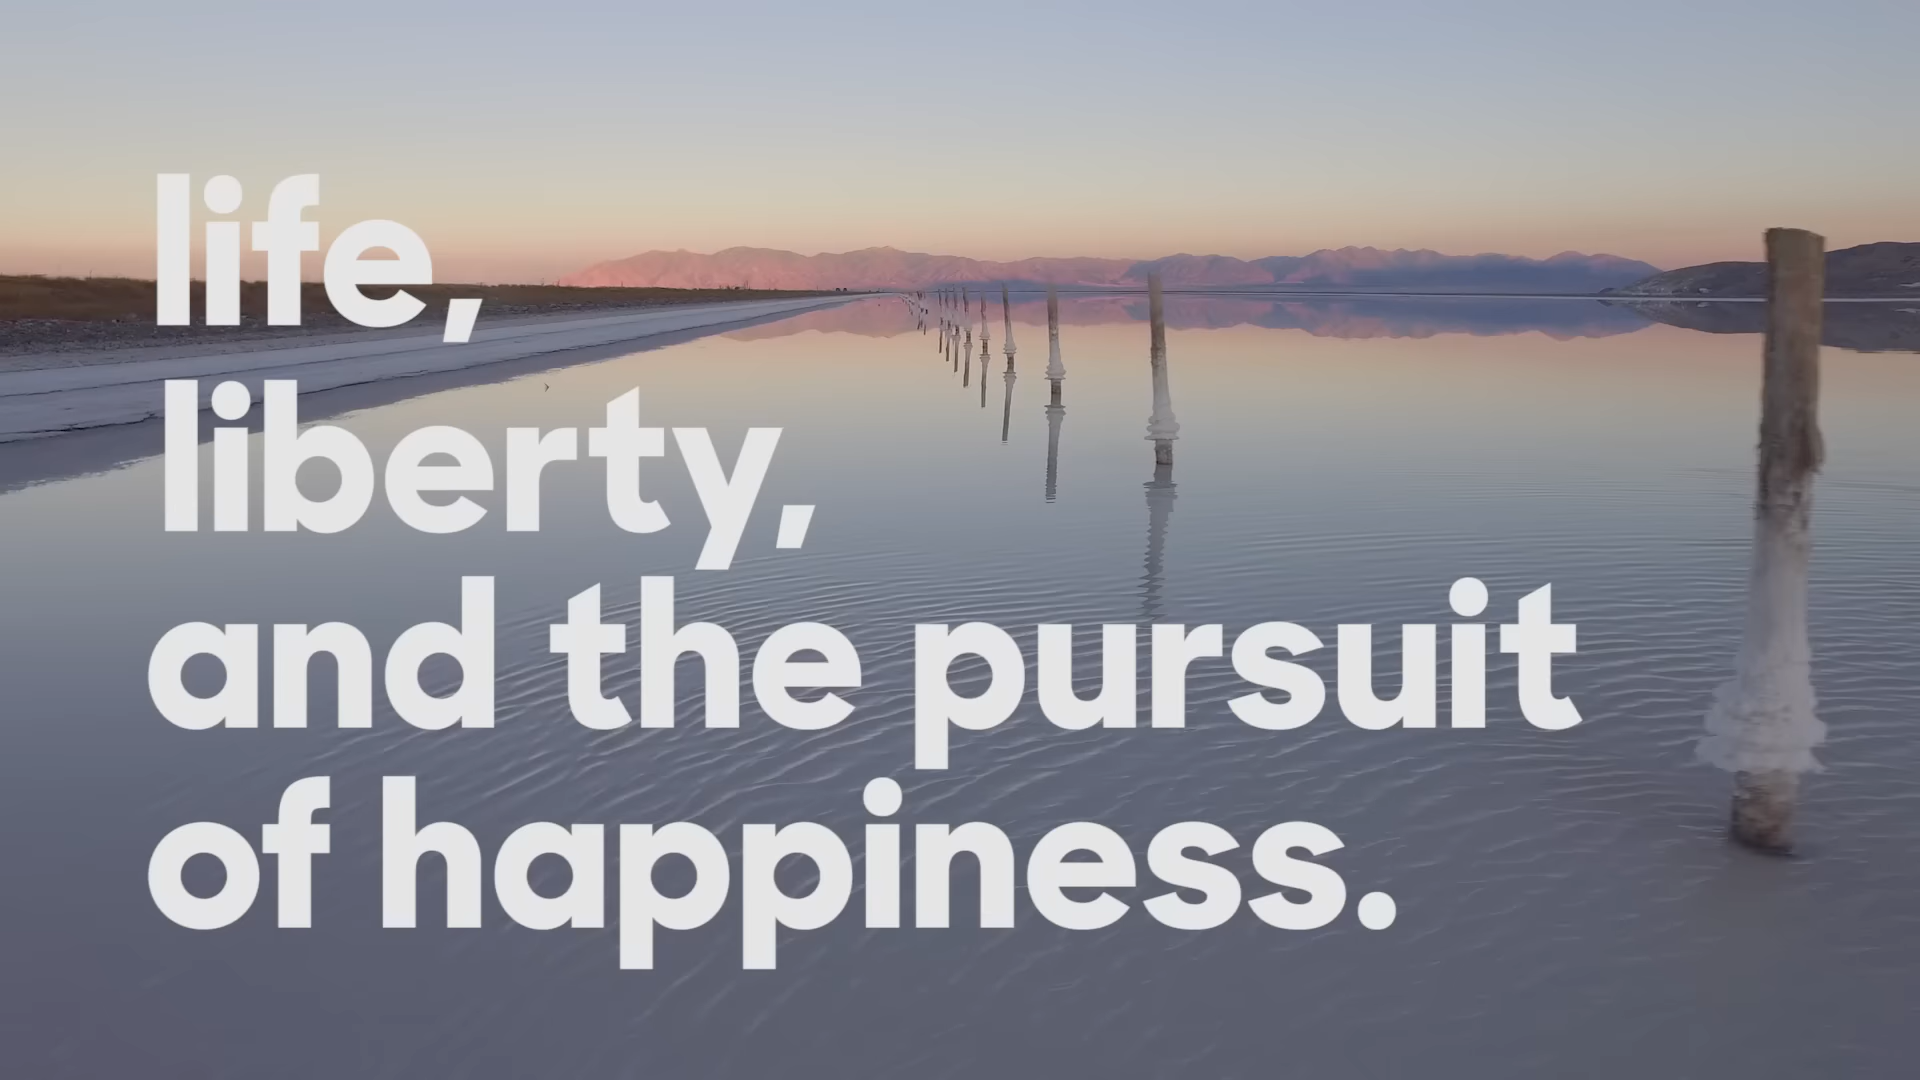 life,
liberty,
and the pursuit
of happiness.